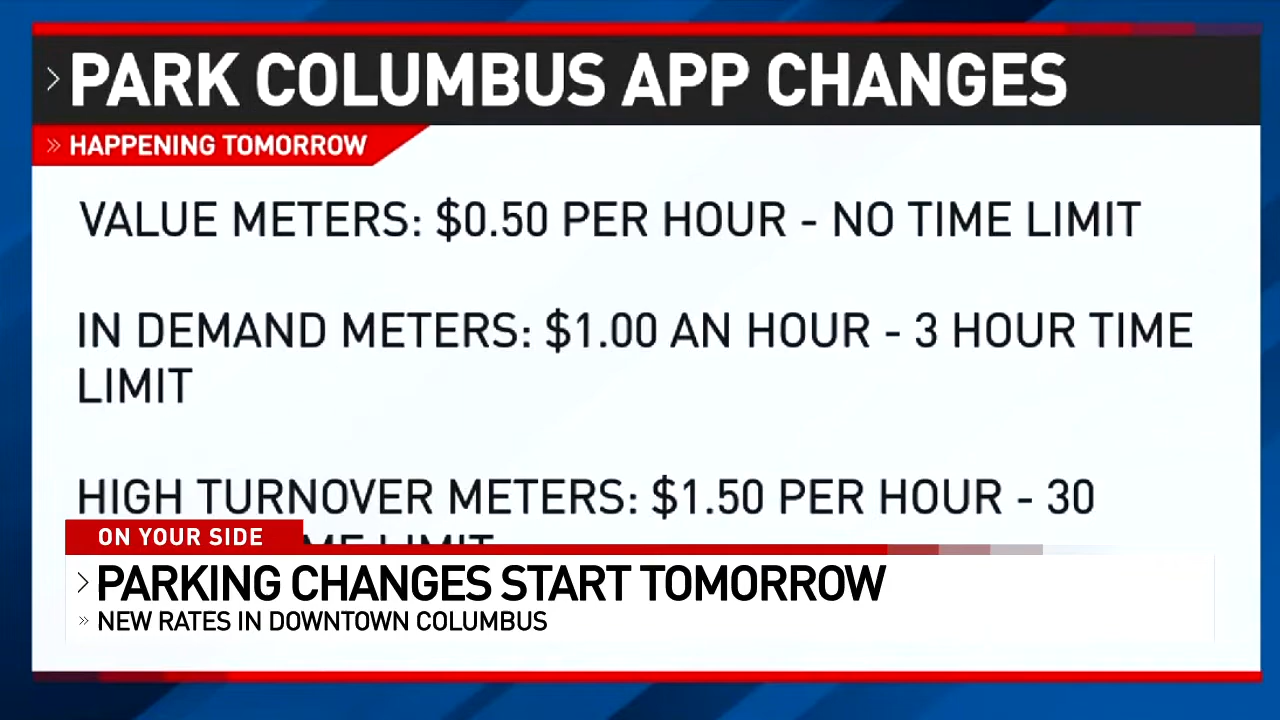 PARK COLUMBUS APP CHANGES
HAPPENING TOMORROW
VALUE METERS: $0.50 PER HOUR - NO TIME LIMIT
IN DEMAND METERS: $1.00 AN HOUR - 3 HOUR TIME
LIMIT
HIGH TURNOVER METERS: $1.50 PER HOUR - 30
LIMIT
ON YOUR SIDE
PARKING CHANGES START TOMORROW
NEW RATES IN DOWNTOWN COLUMBUS